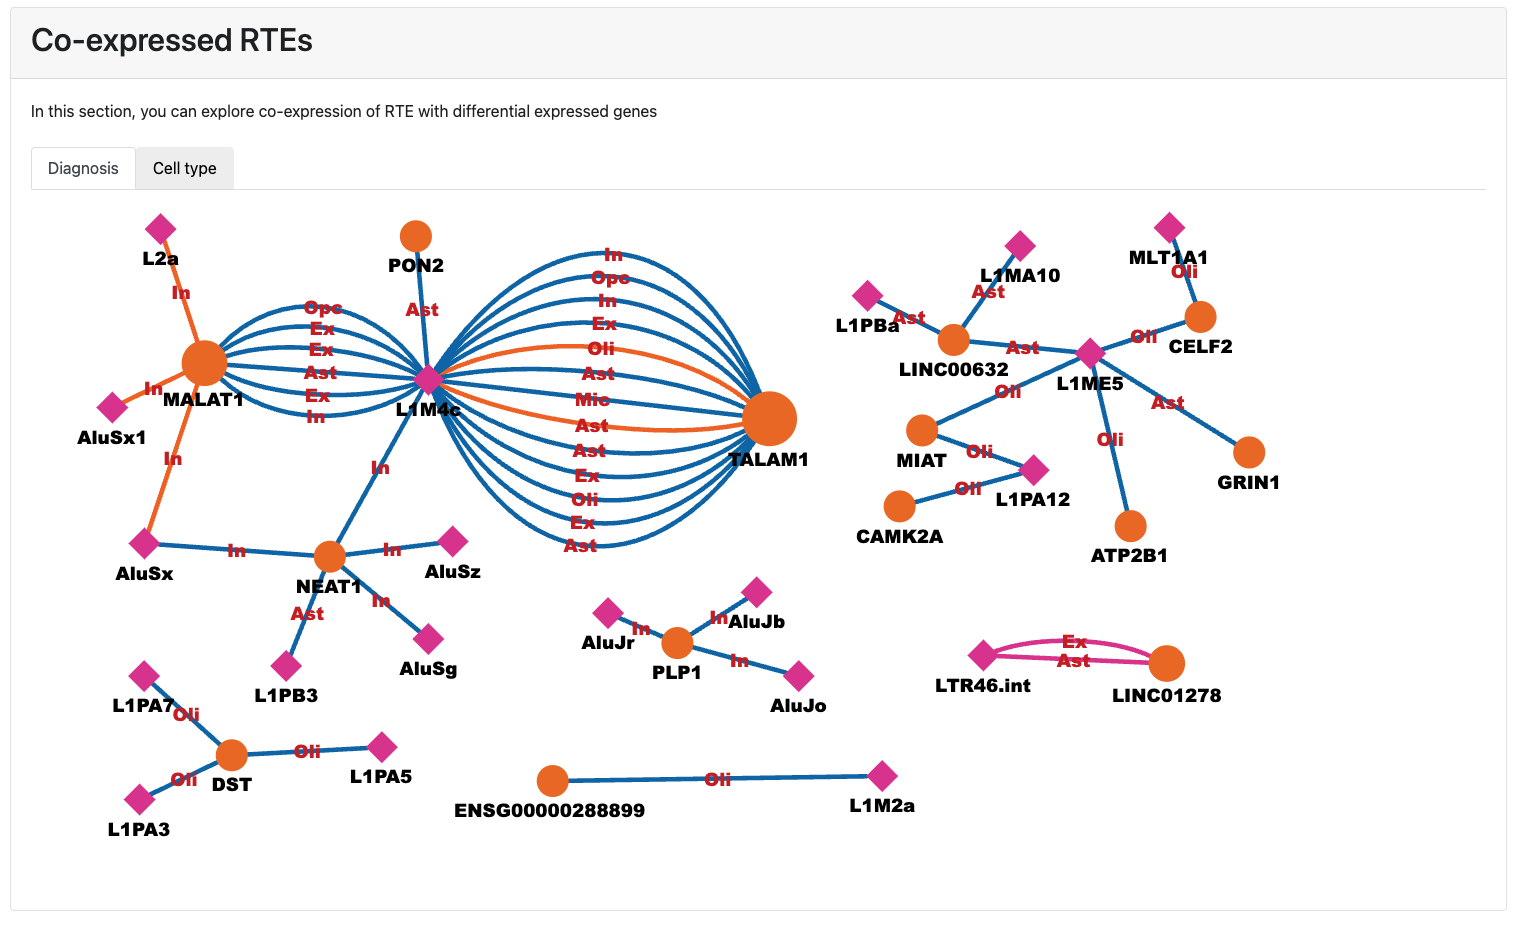 Co-expressed RTEs
In this section, you can explore co-expression of RTE with differential expressed genes
Diagnosis
Cell type
L2a
In
In
AluSx1
MALAT1
In
AluSx
Opc
Ex
Ex
Ast
Ex
In
PON2
Ast
L1M4c
In
In
Opc
In
Ex
Oli
Ast
Mic
Ast
Ast
Ex
Oli
Ex
Ast
TALAM1
In
NEAT1
In
AluSz
Ast
In
L1PB3
AluSg
L1PA7
Oli
Oli
L1PA5
DST
Oli
L1PA3
AluJr
In
In
AluJb
PLP1
In
AluJo
ENSG00000288899
Oli
L1M2a
L1MA10
Ast
L1PBa
Ast
LINC00632
Ast
L1ME5
MLT1A1
Oli
Oli
CELF2
Oli
MIAT
Oli
L1PA12
Oli
CAMK2A
Ast
GRIN1
Oli
ATP2B1
Ex
Ast
LTR46.int
LINC01278